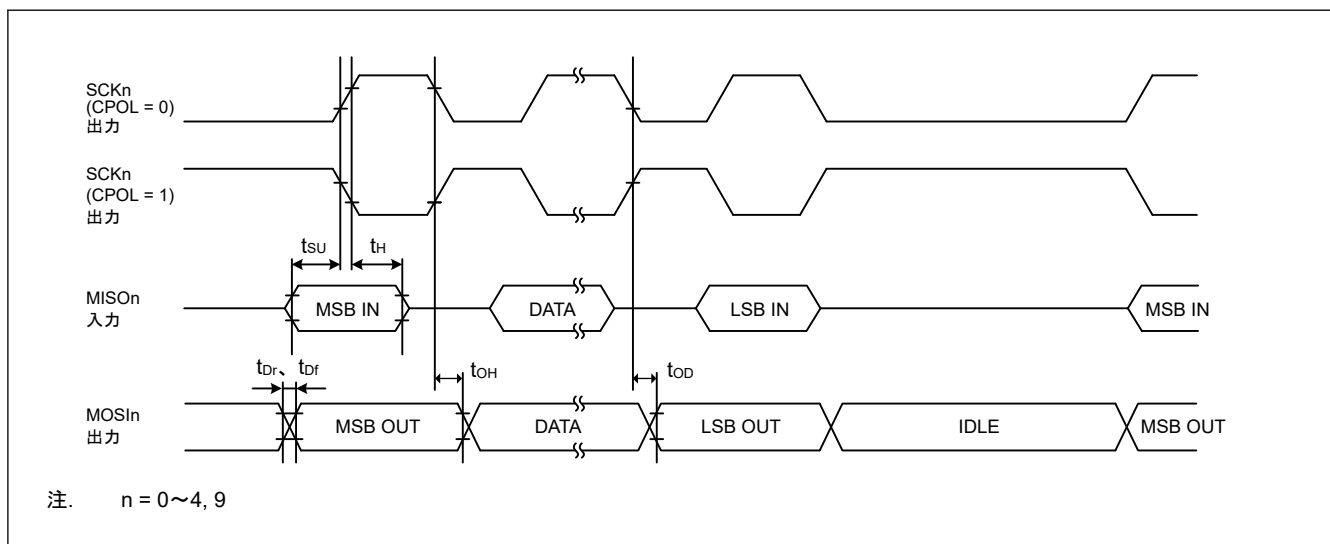 SCKn
(CPOL = 0)
出力
SCKn
(CPOL = 1)
出力
tSU
tH
MISOn
入力
MSB IN
DATA
LSB IN
MSB IN
tDr、 tDf
tOH
tOD
MOSIn
出力
MSB OUT
DATA
LSB OUT
IDLE
MSB OUT
注. n = 0～4, 9